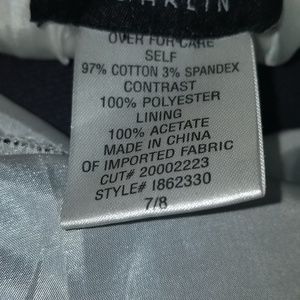 OVER FOR CARE
SELF
97% COTTON 3% SPANDEX
CONTRAST
100% POLYESTER
LINING
100% ACETATE
MADE IN CHINA
OF IMPORTED FABRIC
CUT# 20002223
STYLE# I862330
7/8